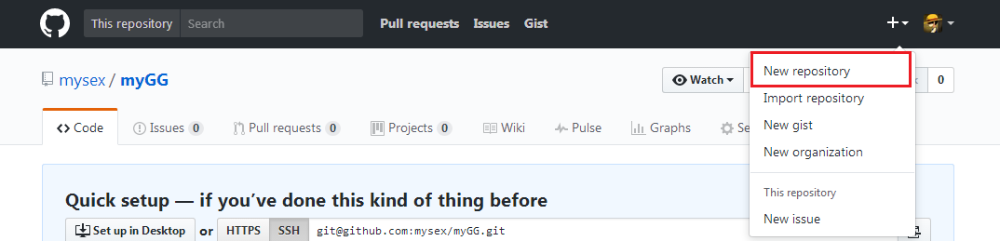 This repository Search Pull requests Issues Gist
New repository
mysex / myGG Watch 0
Import repository
Code Issues 0 Pull requests 0 Projects 0 Wiki Pulse Graphs
New gist
New organization
This repository
Quick setup — if you’ve done this kind of thing before
New issue
Set up in Desktop or HTTPS SSH git@github.com:mysex/myGG.git